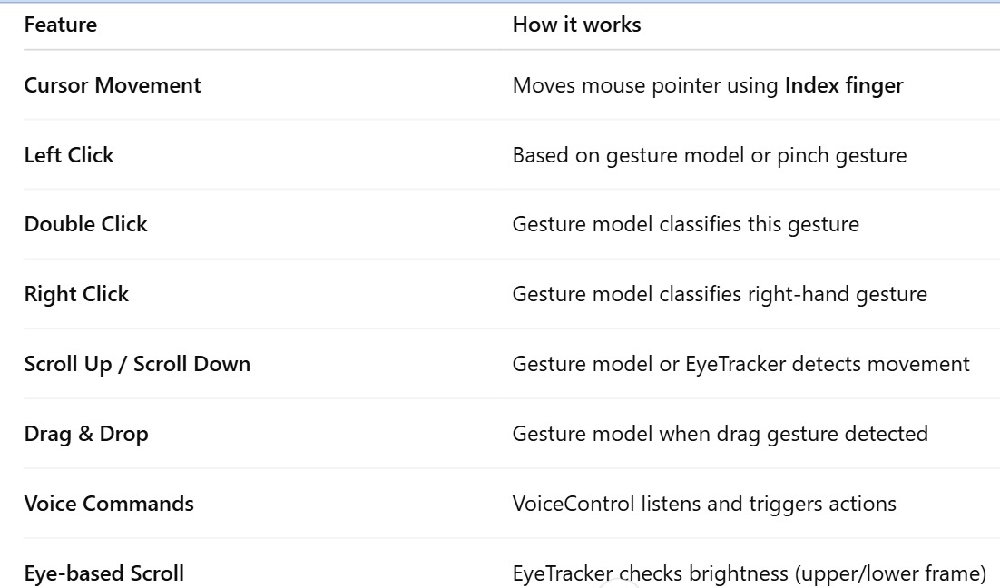 Feature How it works
Cursor Movement Moves mouse pointer using Index finger
Left Click Based on gesture model or pinch gesture
Double Click Gesture model classifies this gesture
Right Click Gesture model classifies right-hand gesture
Scroll Up / Scroll Down Gesture model or EyeTracker detects movement
Drag & Drop Gesture model when drag gesture detected
Voice Commands VoiceControl listens and triggers actions
Eye-based Scroll EyeTracker checks brightness (upper/lower frame)